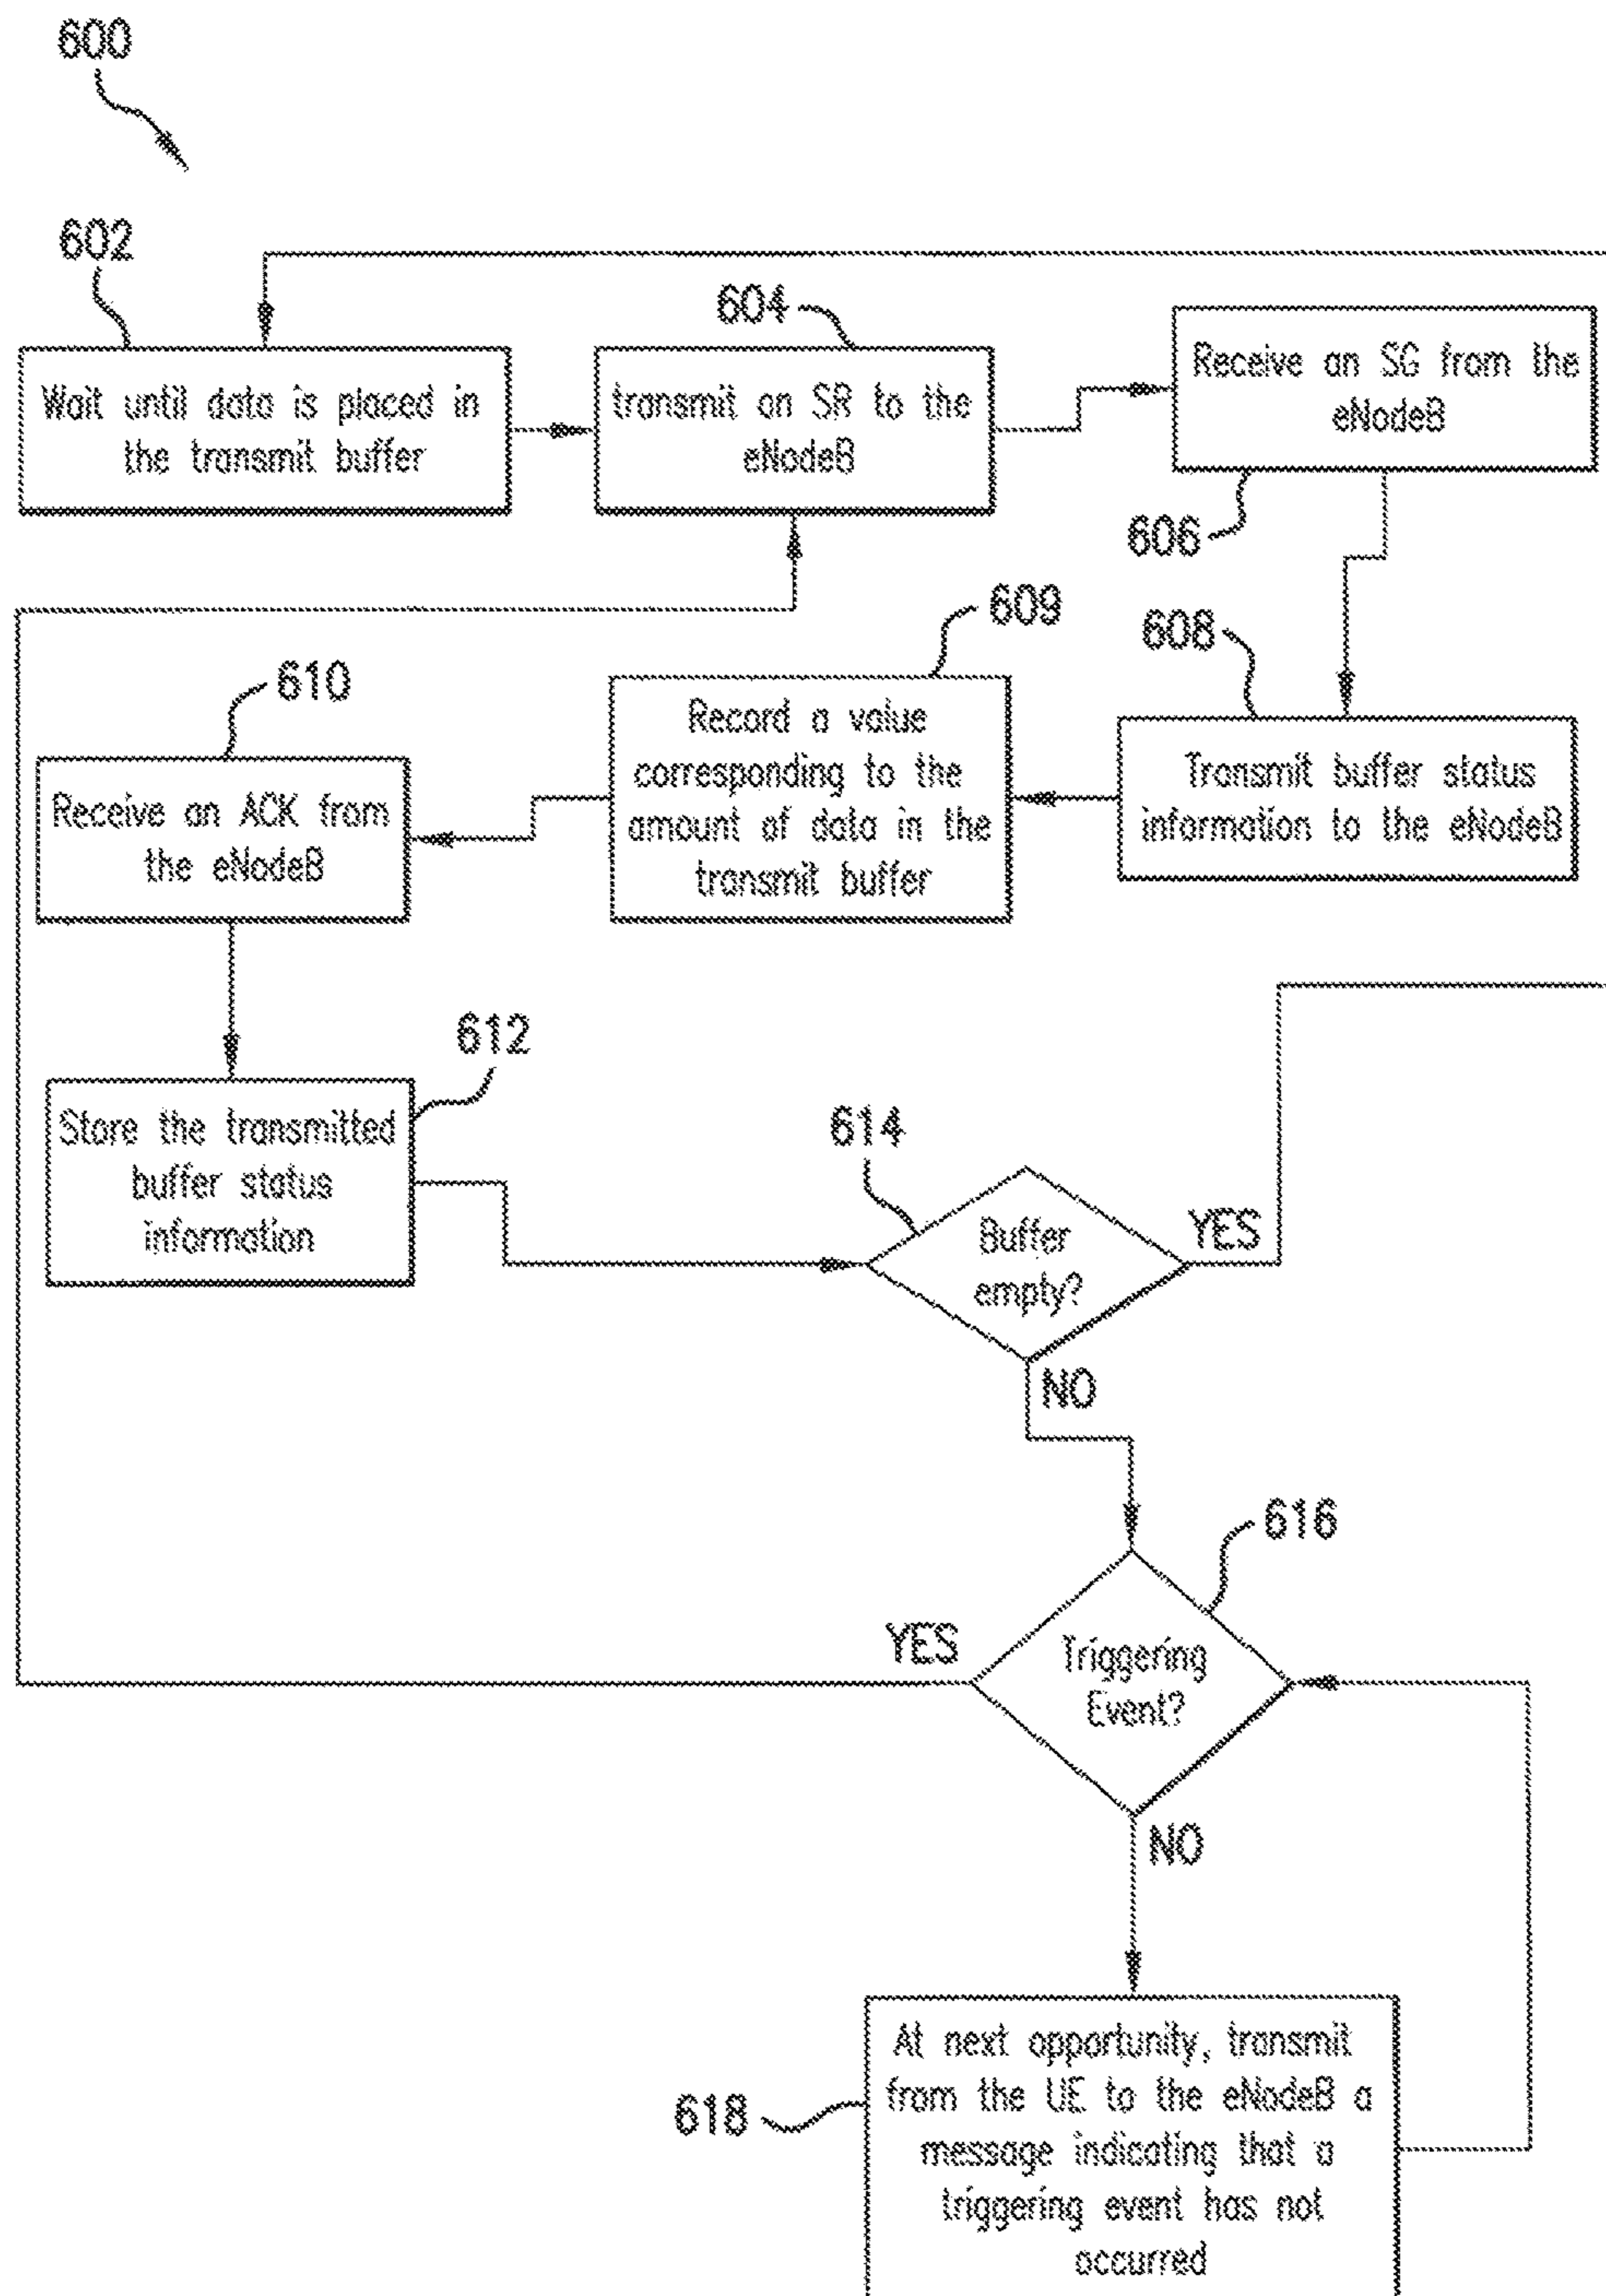 600
602
Wait until data is placed in
the transmit buffer
604
transmit an SR to the
eNodeB
Receive an SG from the
eNodeB
606
608
Transmit buffer status
information to the eNodeB
609
Record a value
corresponding to the
amount of data in the
transmit buffer
610
Receive an ACK from
the eNodeB
612
Store the transmitted
buffer status
information
614
Buffer
empty?
YES
NO
616
Triggering
Event?
YES
NO
618
At next opportunity, transmit
from the UE to the eNodeB a
message indicating that a
triggering event has not
occurred